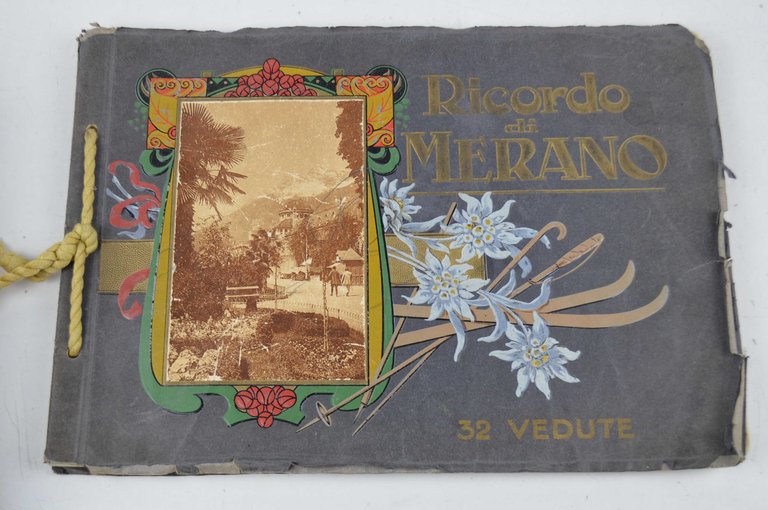 Ricordo
di
MERANO
32 VEDUTE